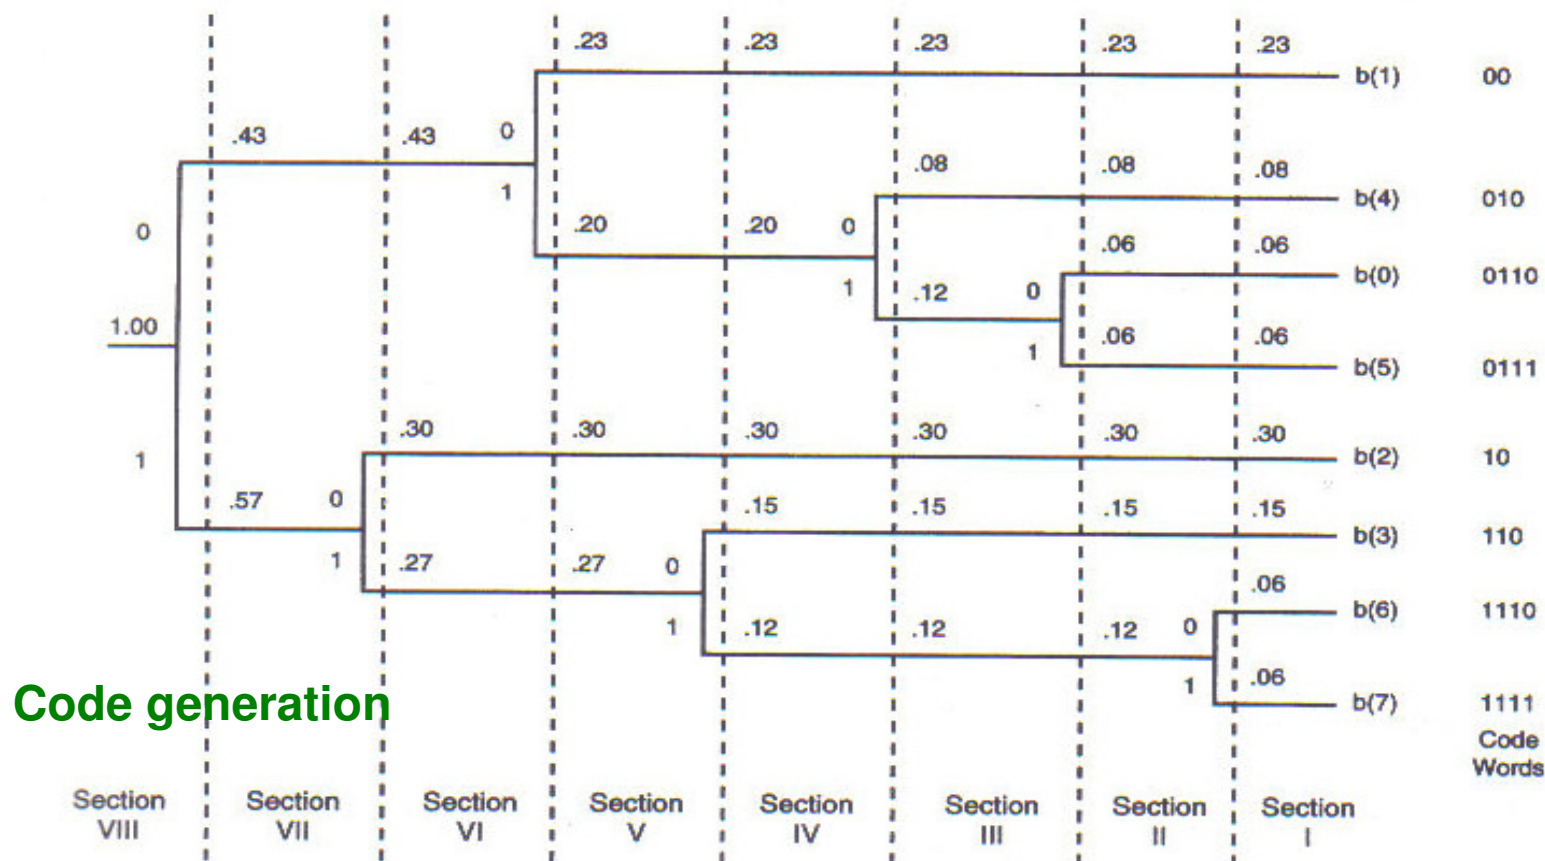 .23 .23 .23 .23 .23
b(1) 00
.43 .43 0
1
.08 .08 .08
b(4) 010
0
.20 .20 0
.06 .06
b(0) 0110
1
.12 0
1.00
.06 .06
1
b(5) 0111
.30 .30 .30 .30 .30 .30
b(2) 10
1
.57 0
.15 .15 .15 .15
b(3) 110
1
.27 .27 0
.06
b(6) 1110
1
.12 .12 .12 0
.06
1
b(7) 1111
Code generation
Code
Words
Section VIII
Section VII
Section VI
Section V
Section IV
Section III
Section II
Section I